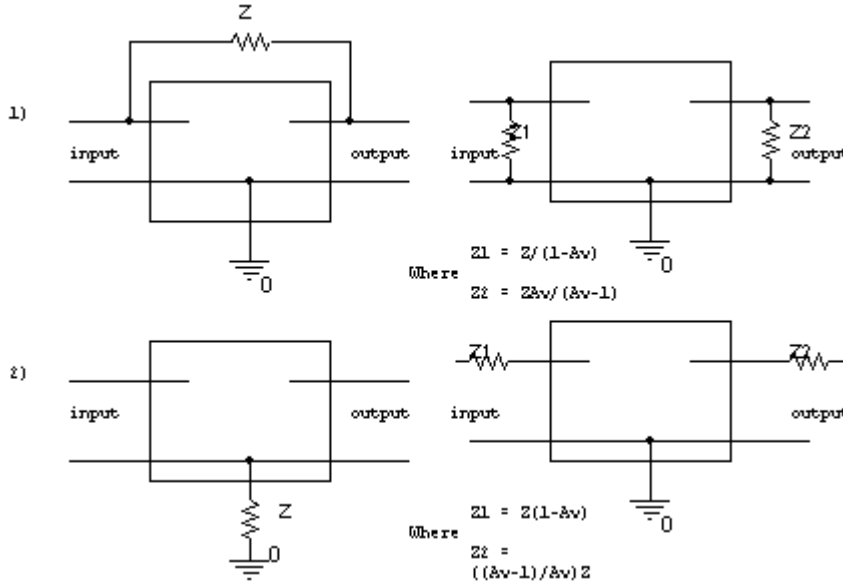 Z
1)
input
output
0
Z1
Z2
input
output
0
Where
Z1 = Z/(1-Av)
Z2 = ZAv/(Av-1)
2)
input
output
Z
0
Z1
Z2
input
output
0
Where
Z1 = Z(1-Av)
Z2 =
((Av-1)/Av)Z